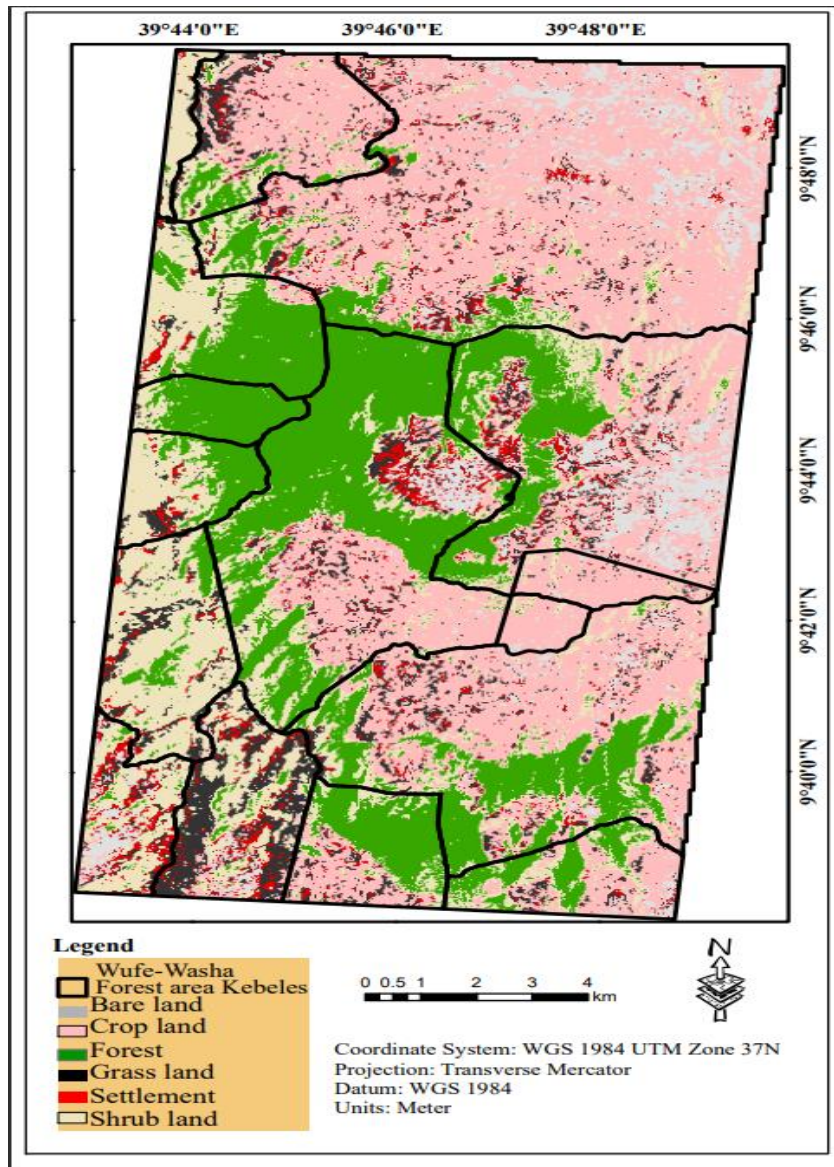 39°44'0"E 39°46'0"E 39°48'0"E
9°48'0"N
9°46'0"N
9°44'0"N
9°42'0"N
9°40'0"N
Legend
Wufe-Washa
Forest area Kebeles
Bare land
Crop land
Forest
Grass land
Settlement
Shrub land
0 0.5 1 2 3 4
km
N
Coordinate System: WGS 1984 UTM Zone 37N
Projection: Transverse Mercator
Datum: WGS 1984
Units: Meter